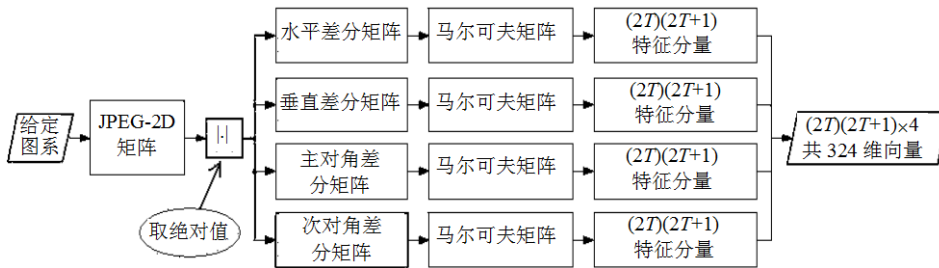 给定
图系
JPEG-2D
矩阵
|·|
取绝对值
水平差分矩阵
马尔可夫矩阵
(2T)(2T+1)
特征分量
垂直差分矩阵
马尔可夫矩阵
(2T)(2T+1)
特征分量
主对角差
分矩阵
马尔可夫矩阵
(2T)(2T+1)
特征分量
次对角差
分矩阵
马尔可夫矩阵
(2T)(2T+1)
特征分量
(2T)(2T+1)×4
共 324 维向量